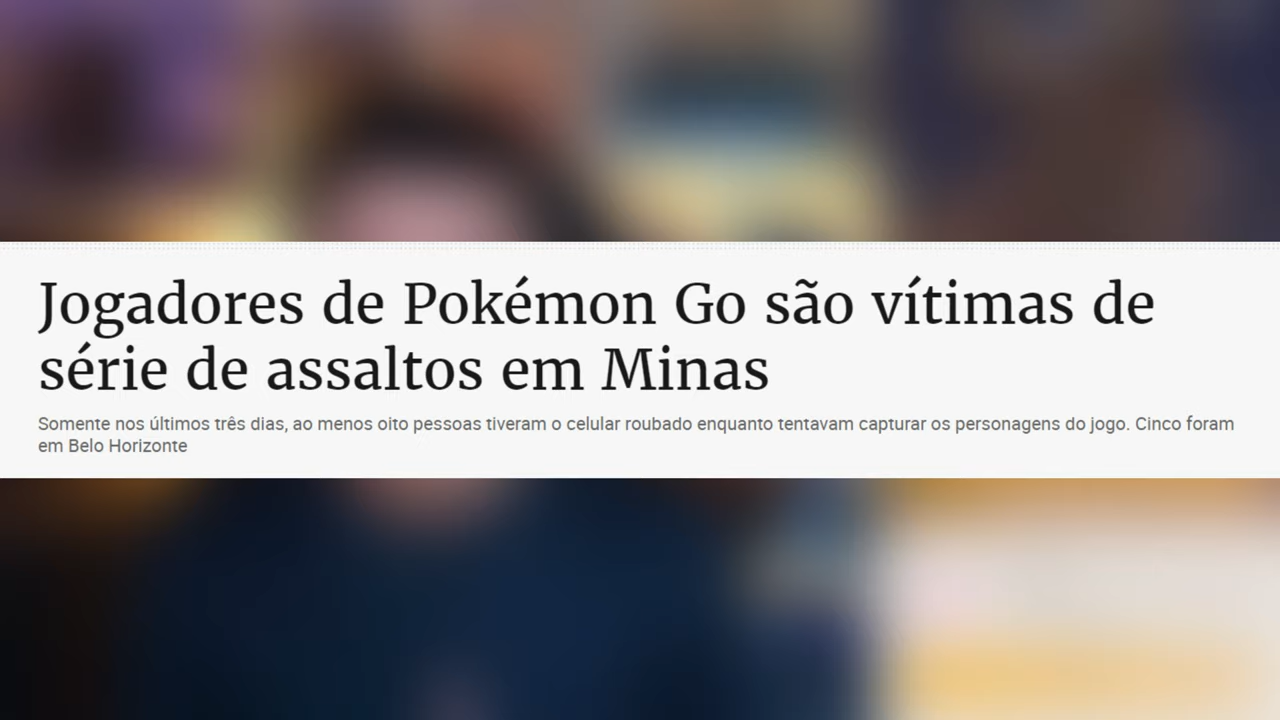 Jogadores de Pokémon Go são vítimas de
série de assaltos em Minas
Somente nos últimos três dias, ao menos oito pessoas tiveram o celular roubado enquanto tentavam capturar os personagens do jogo. Cinco foram
em Belo Horizonte